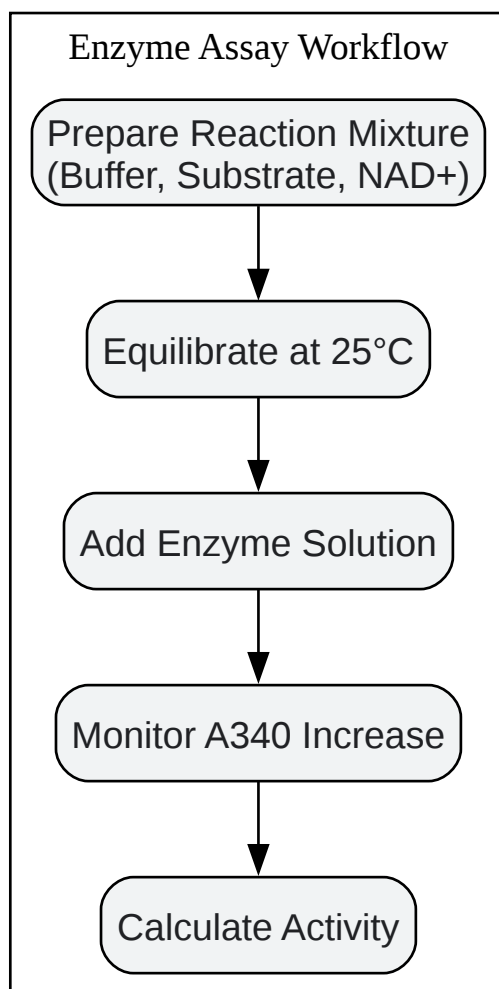 Enzyme Assay Workflow
Prepare Reaction Mixture
(Buffer, Substrate, NAD+)
Equilibrate at 25°C
Add Enzyme Solution
Monitor A340 Increase
Calculate Activity